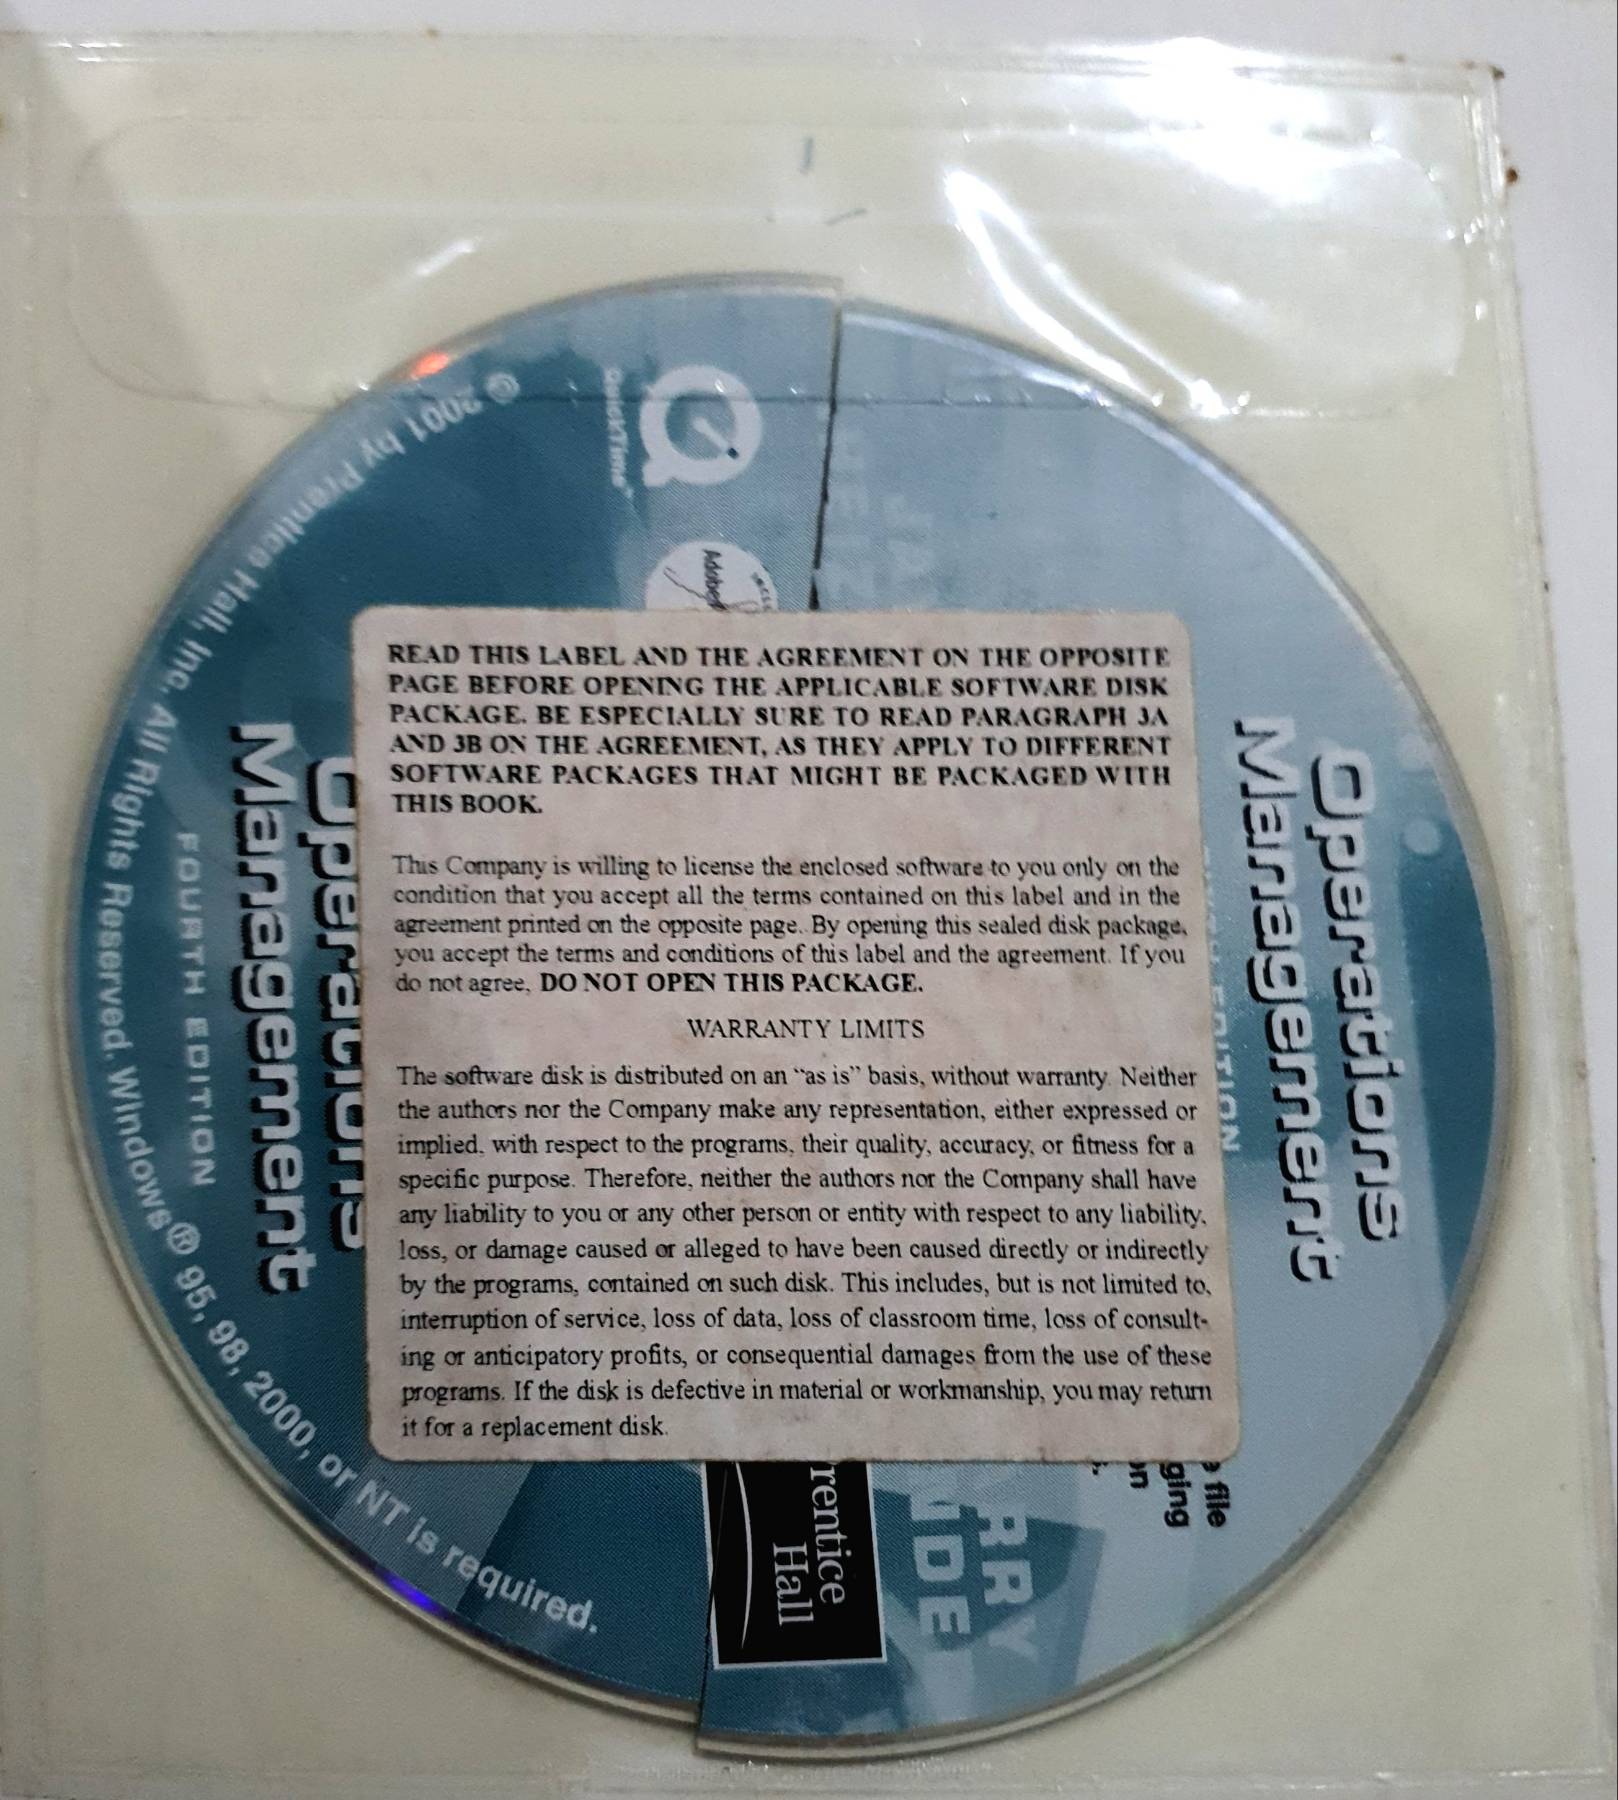 READ THIS LABEL AND THE AGREEMENT ON THE OPPOSITE
PAGE BEFORE OPENING THE APPLICABLE SOFTWARE DISK
PACKAGE. BE ESPECIALLY SURE TO READ PARAGRAPH 3A
AND 3B ON THE AGREEMENT, AS THEY APPLY TO DIFFERENT
SOFTWARE PACKAGES THAT MIGHT BE PACKAGED WITH
THIS BOOK.
This Company is willing to license the enclosed software to you only on the
condition that you accept all the terms contained on this label and in the
agreement printed on the opposite page. By opening this sealed disk package,
you accept the terms and conditions of this label and the agreement. If you
do not agree, DO NOT OPEN THIS PACKAGE.
WARRANTY LIMITS
The software disk is distributed on an “as is” basis, without warranty. Neither
the authors nor the Company make any representation, either expressed or
implied, with respect to the programs, their quality, accuracy, or fitness for a
specific purpose. Therefore, neither the authors nor the Company shall have
any liability to you or any other person or entity with respect to any liability,
loss, or damage caused or alleged to have been caused directly or indirectly
by the programs, contained on such disk. This includes, but is not limited to,
interruption of service, loss of data, loss of classroom time, loss of consult-
ing or anticipatory profits, or consequential damages from the use of these
programs. If the disk is defective in material or workmanship, you may return
it for a replacement disk.
Operations
Management
EDITION
Operations
Management
FOURTH EDITION
© 2001 by Prentice Hall, Inc. All Rights Reserved. Windows® 95, 98, 2000, or NT is required.
QuickTime™
Adobe
rentice
Hall
RRY
IDE
file
ging
on